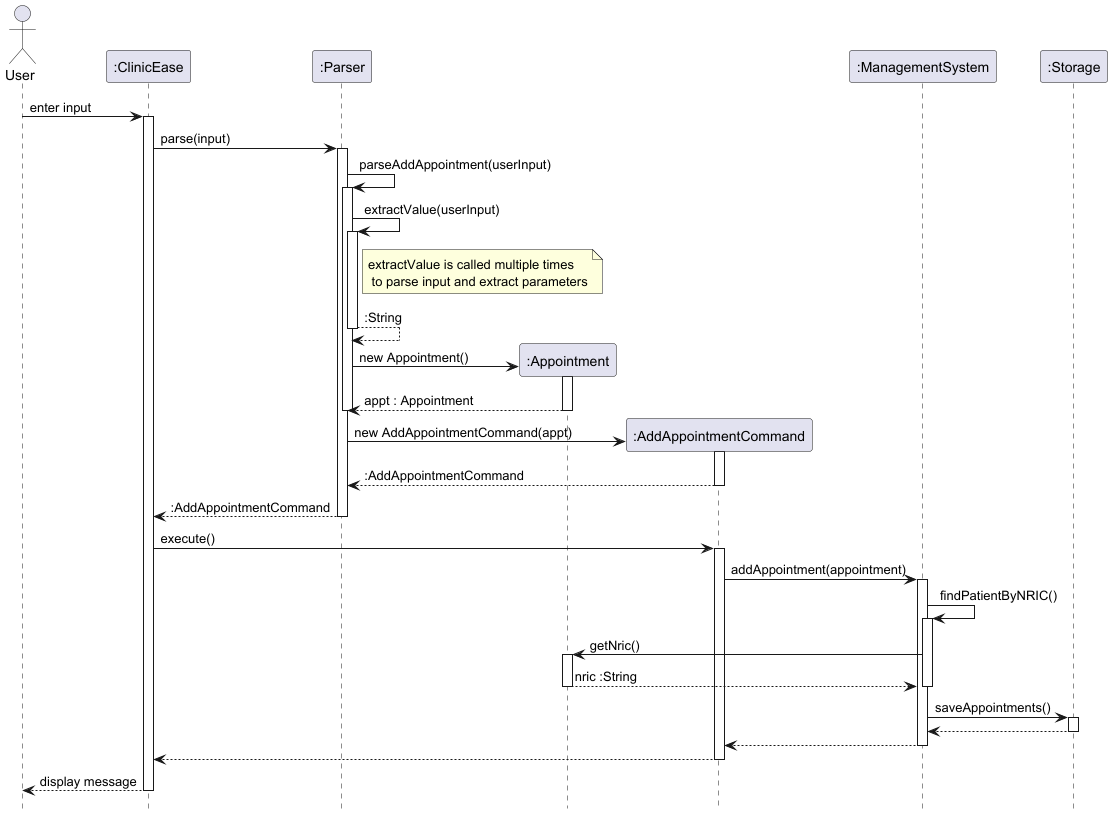 User
:ClinicEase
:Parser
:ManagementSystem
:Storage
enter input
parse(input)
parseAddAppointment(userInput)
extractValue(userInput)
extractValue is called multiple times
to parse input and extract parameters
:String
:Appointment
new Appointment()
appt : Appointment
:AddAppointmentCommand
new AddAppointmentCommand(appt)
:AddAppointmentCommand
:AddAppointmentCommand
execute()
addAppointment(appointment)
findPatientByNRIC()
getNric()
nric :String
saveAppointments()
display message